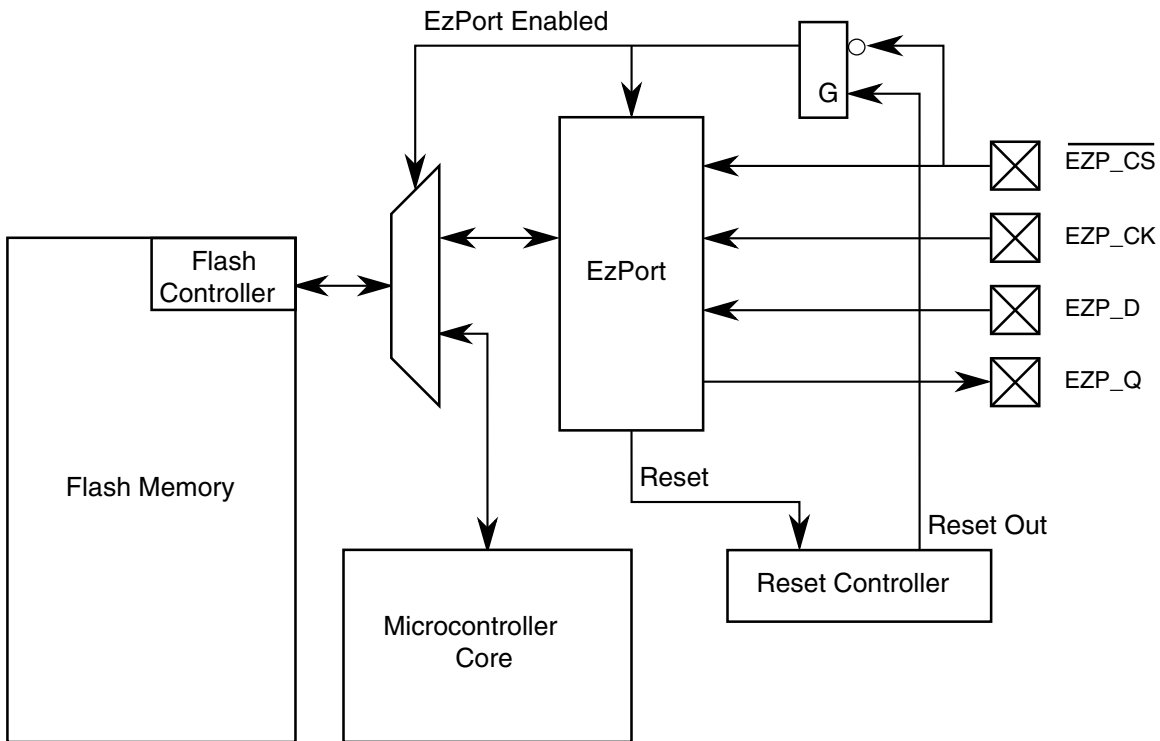 EzPort Enabled
G
EZP_CS
EZP_CK
EZP_D
EZP_Q
EzPort
Flash
Controller
Flash Memory
Reset
Reset Out
Reset Controller
Microcontroller
Core